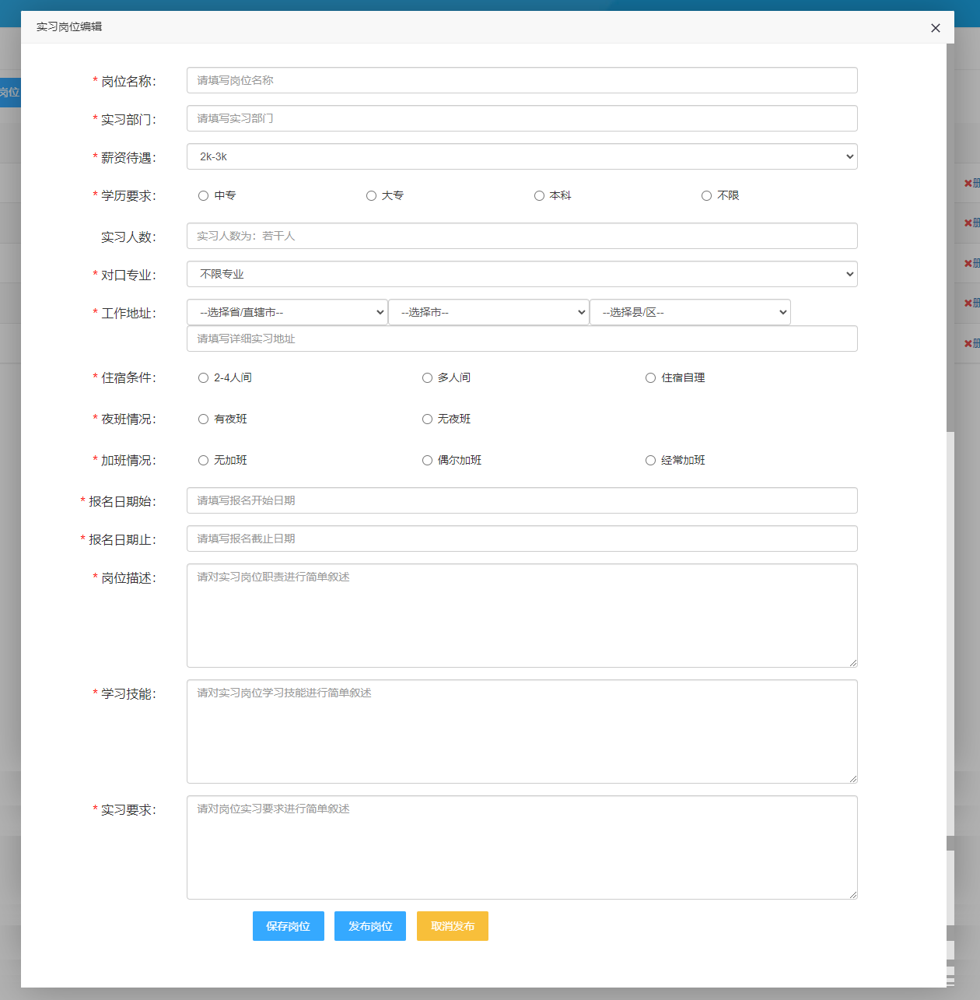 实习岗位编辑
岗位
* 岗位名称： 请填写岗位名称
* 实习部门： 请填写实习部门
* 薪资待遇： 2k-3k
* 学历要求： 中专 大专 本科 不限
实习人数： 实习人数为：若干人
* 对口专业： 不限专业
* 工作地址： --选择省/直辖市-- --选择市-- --选择县/区--
请填写详细实习地址
* 住宿条件： 2-4人间 多人间 住宿自理
* 夜班情况： 有夜班 无夜班
* 加班情况： 无加班 偶尔加班 经常加班
* 报名日期始： 请填写报名开始日期
* 报名日期止： 请填写报名截止日期
* 岗位描述： 请对实习岗位职责进行简单叙述
* 学习技能： 请对实习岗位学习技能进行简单叙述
* 实习要求： 请对岗位实习要求进行简单叙述
保存岗位 发布岗位 取消发布
删
删
删
删
删